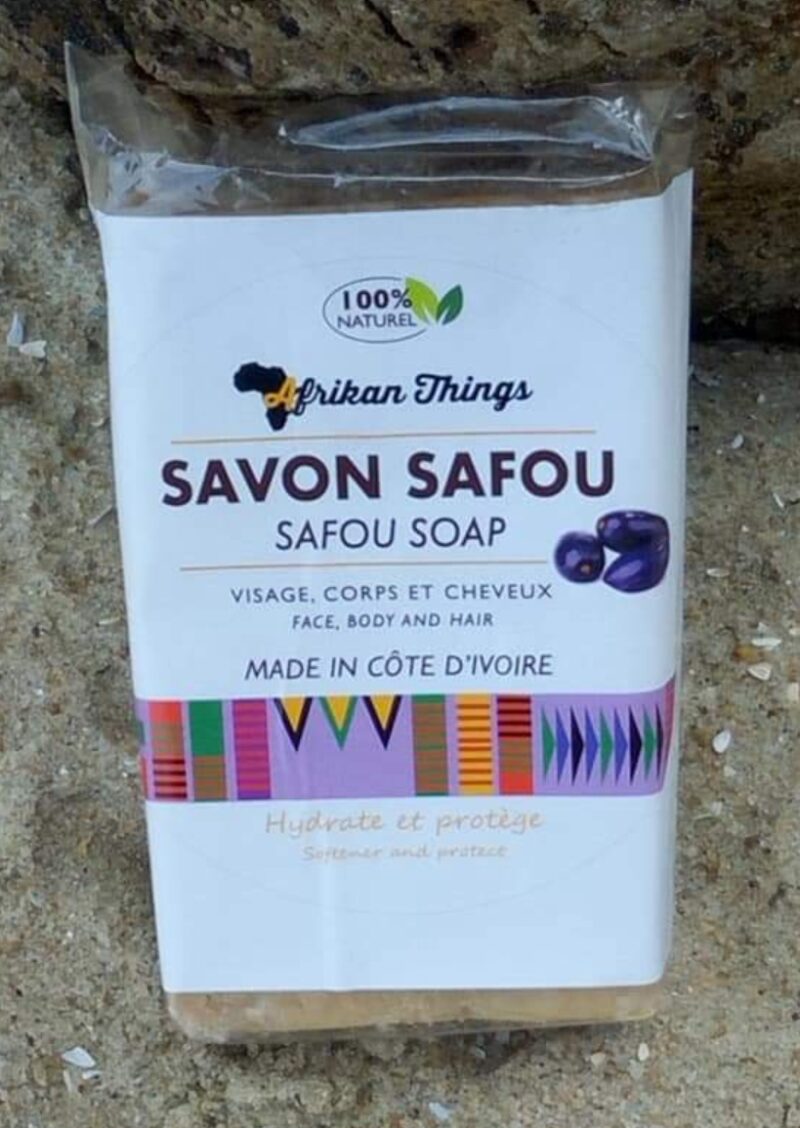 100%
NATUREL
Afrikan Things
SAVON SAFOU
SAFOU SOAP
VISAGE, CORPS ET CHEVEUX
FACE, BODY AND HAIR
MADE IN CÔTE D'IVOIRE
Hydrate et protège
Softener and protect